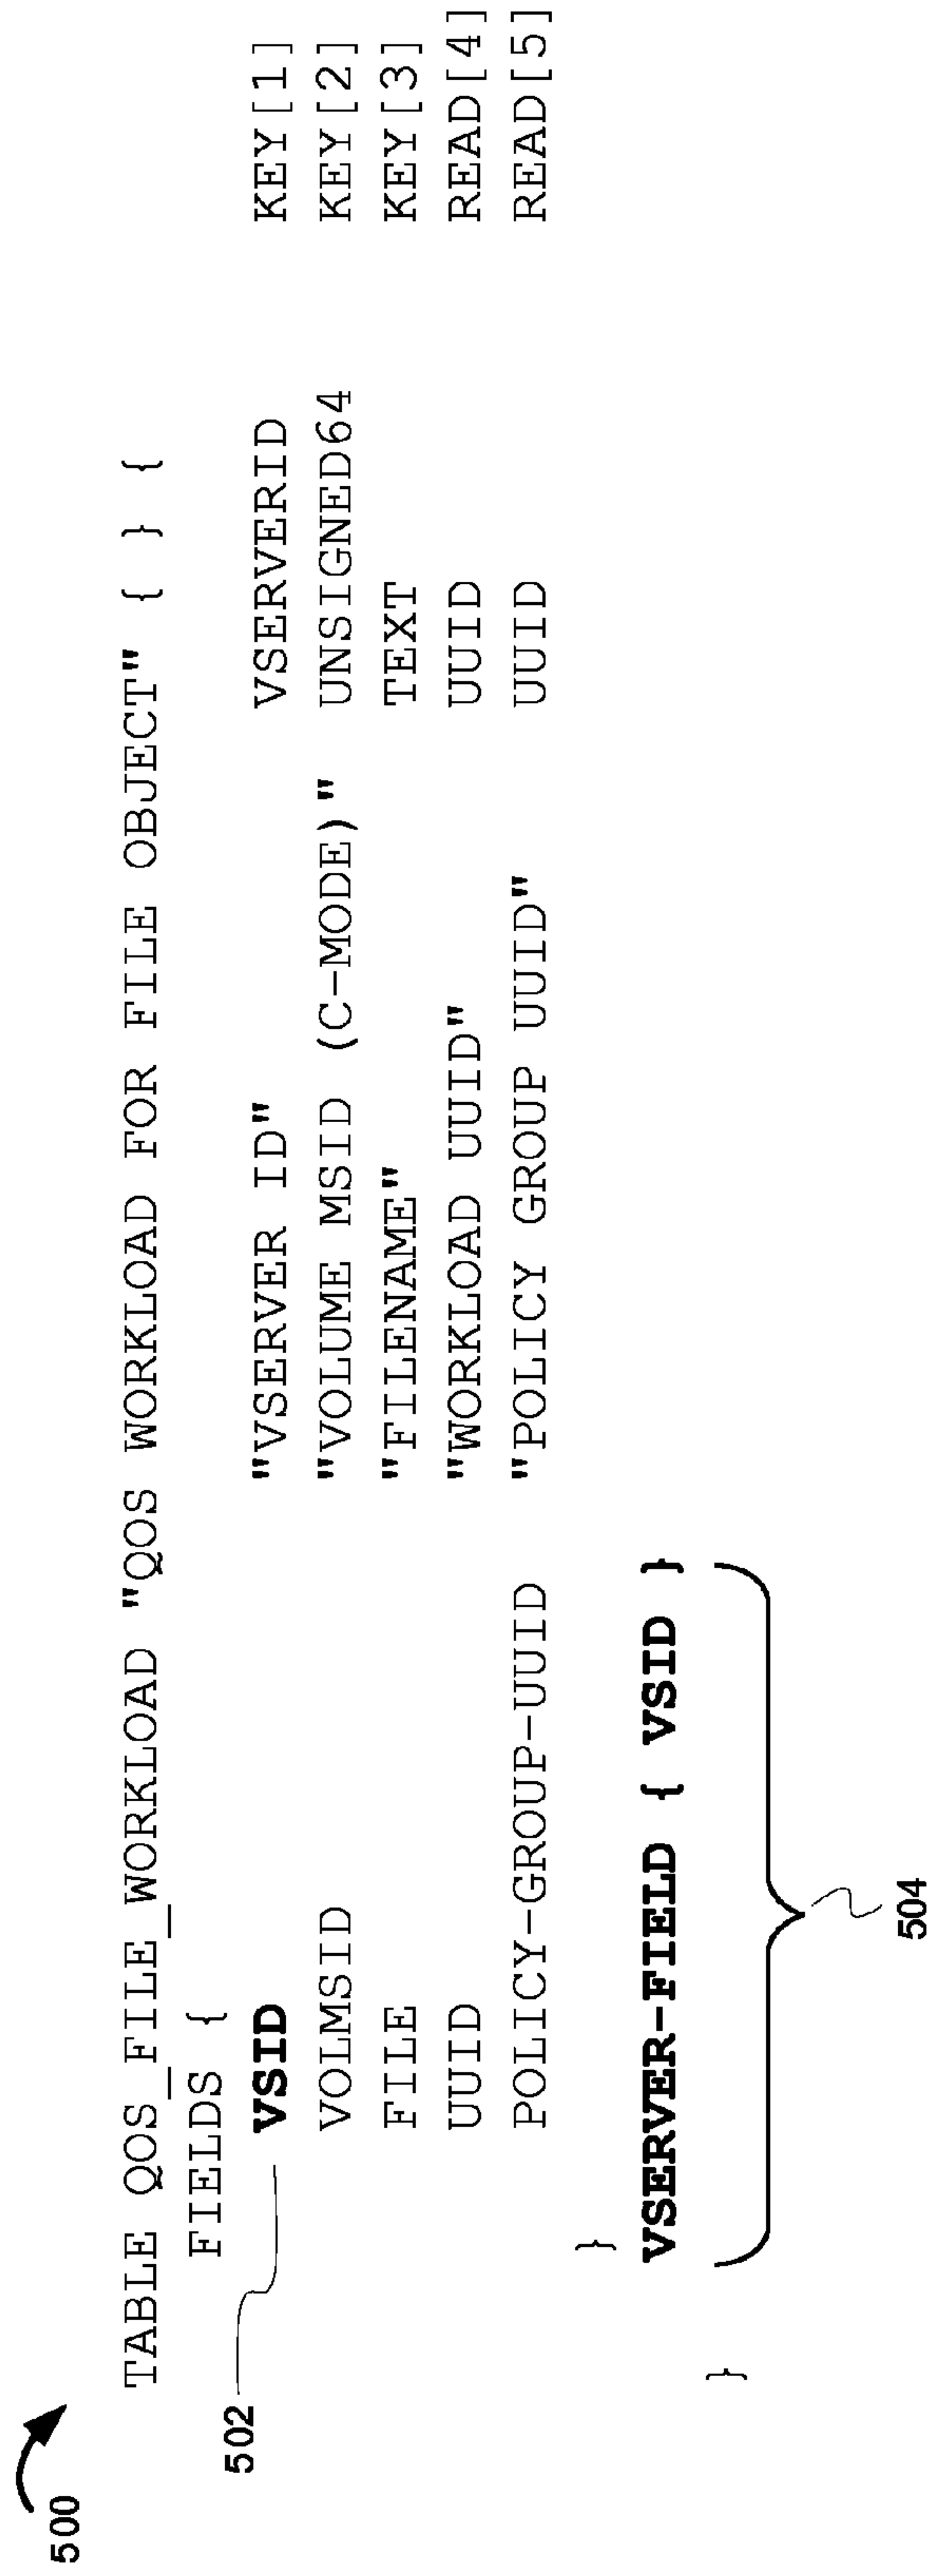 500
TABLE QOS_FILE_WORKLOAD "QOS WORKLOAD FOR FILE OBJECT" { } {
FIELDS {
502
VSID "VSERVER ID" VSERVERID KEY[1]
VOLMSID "VOLUME MSID (C-MODE)" UNSIGNED64 KEY[2]
FILE "FILENAME" TEXT KEY[3]
UUID "WORKLOAD UUID" UUID READ[4]
POLICY-GROUP-UUID "POLICY GROUP UUID" UUID READ[5]
}
VSERVER-FIELD { VSID }
}
504